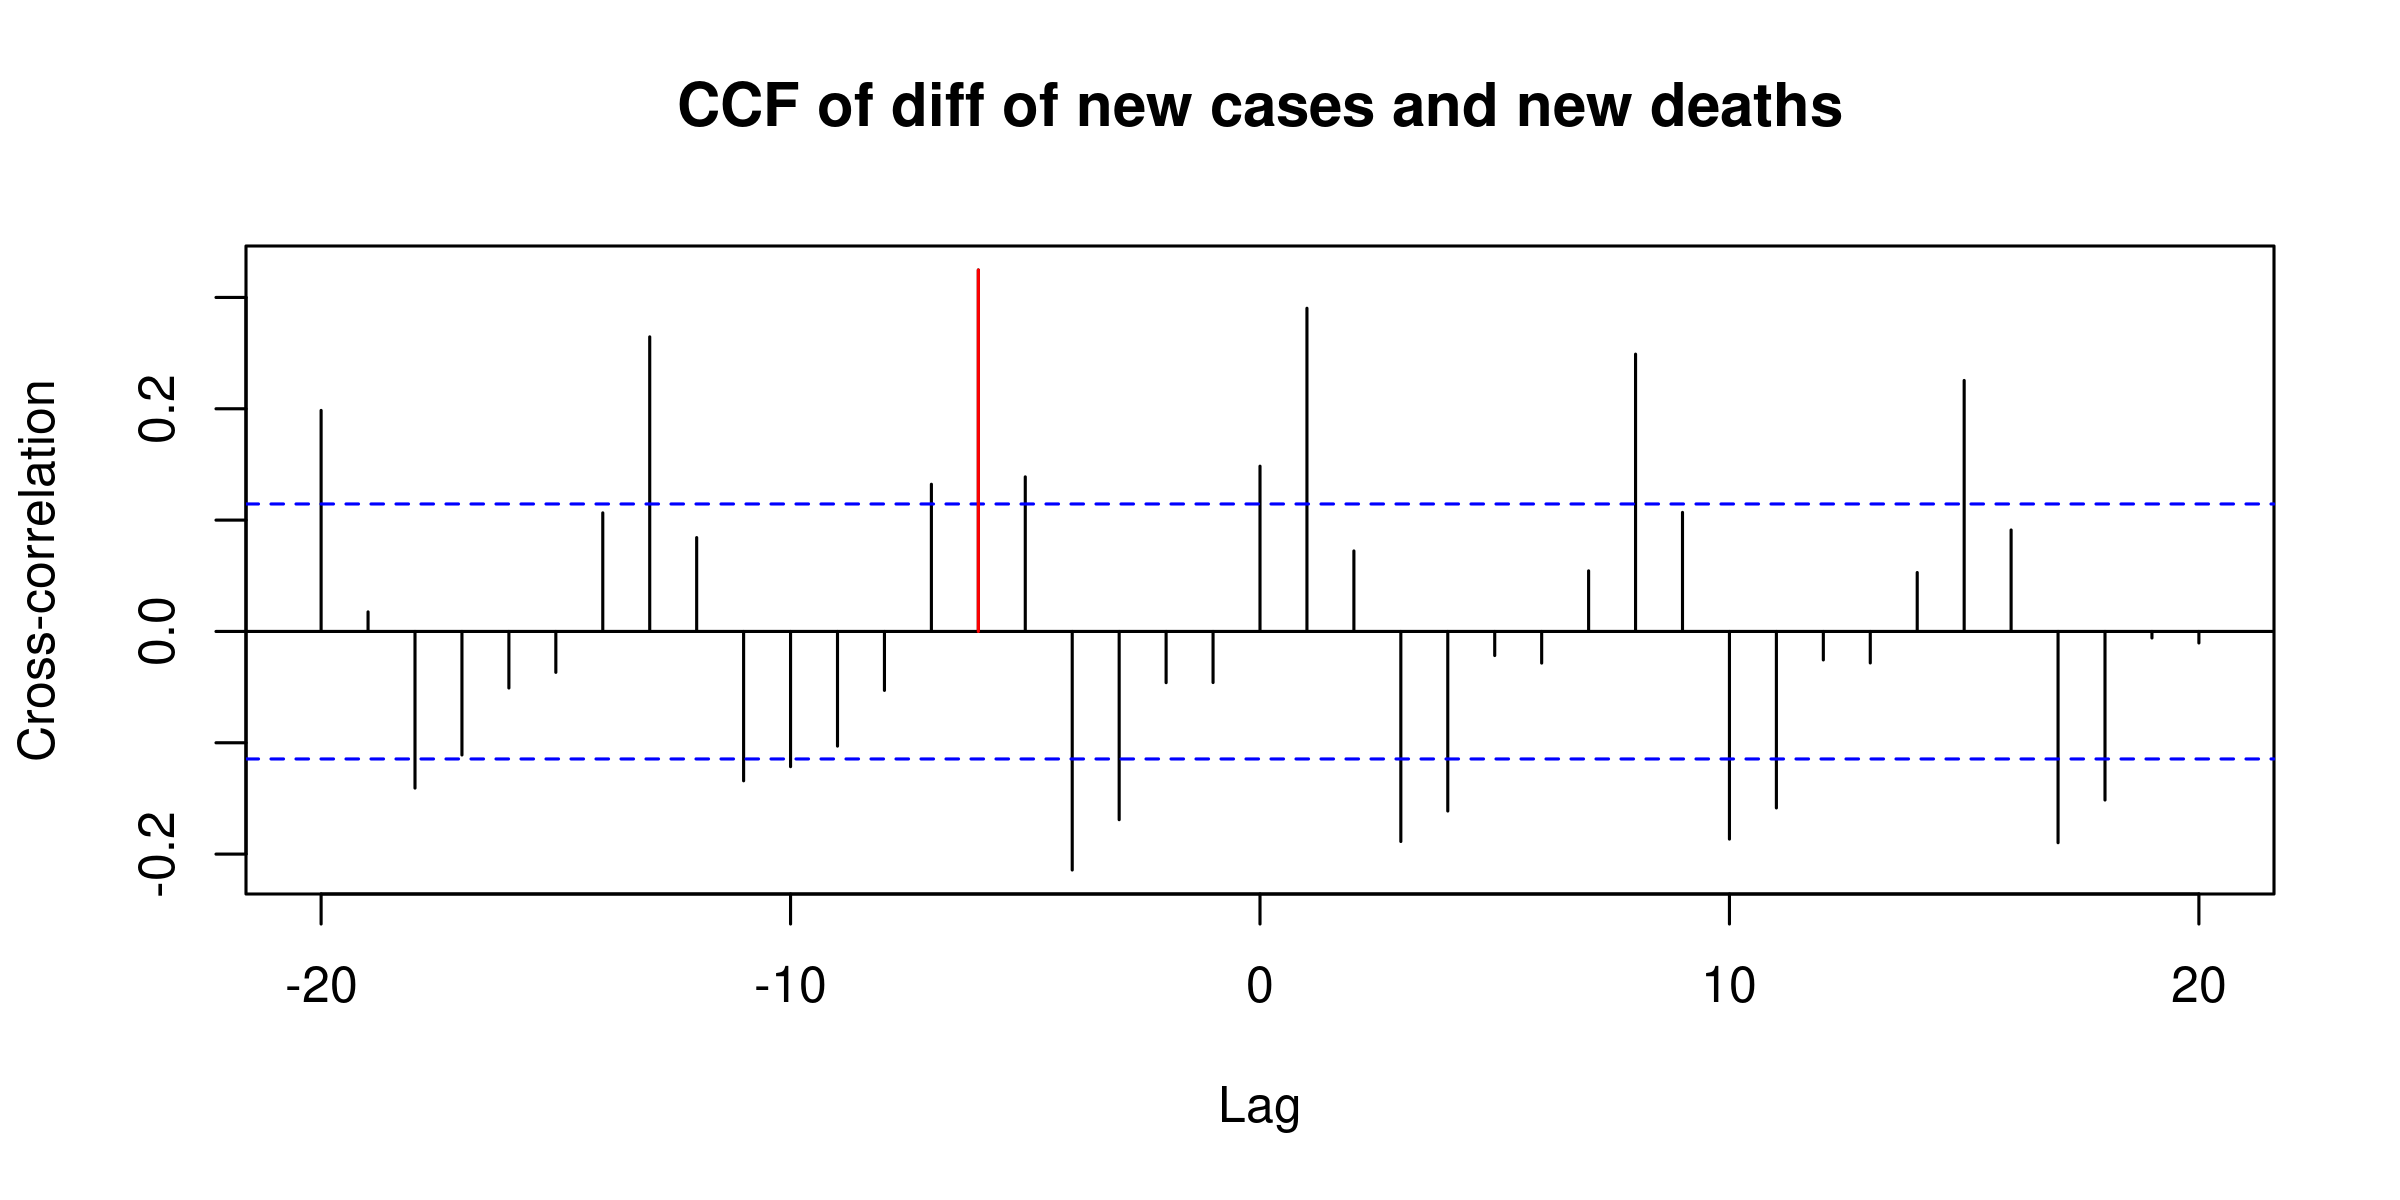 CCF of diff of new cases and new deaths
Cross-correlation
0.2
0.0
-0.2
-20 -10 0 10 20
Lag